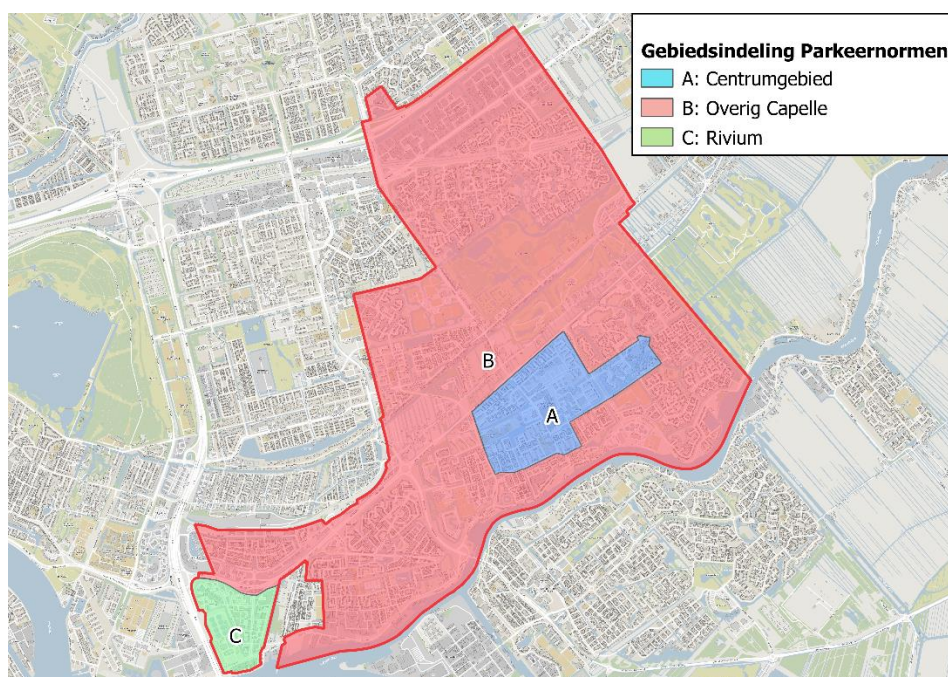 Gebiedsindeling Parkeernormen
A: Centrumgebied
B: Overig Capelle
C: Rivium
B
A
C